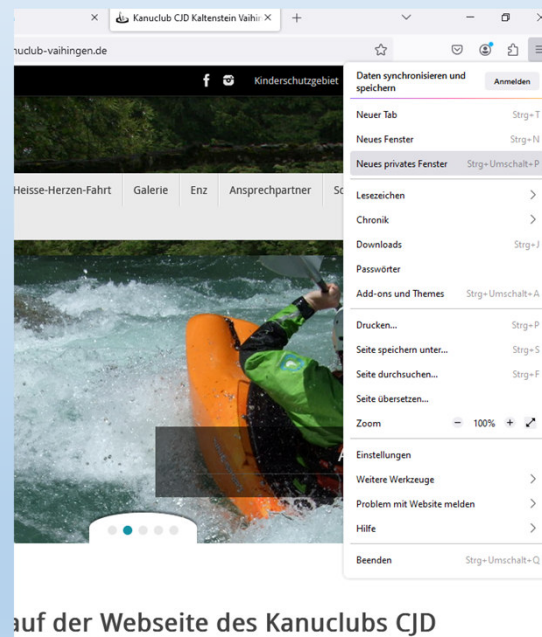 Kanuclub CJD Kaltenstein Vaihin
nuclub-vaihingen.de
Kinderschutzgebiet
Heisse-Herzen-Fahrt Galerie Enz Ansprechpartner
Daten synchronisieren und speichern Anmelden
Neuer Tab Strg+T
Neues Fenster Strg+N
Neues privates Fenster Strg+Umschalt+P
Lesezeichen
Chronik
Downloads Strg+J
Passwörter
Add-ons und Themes Strg+Umschalt+A
Drucken... Strg+P
Seite speichern unter... Strg+S
Seite durchsuchen... Strg+F
Seite übersetzen...
Zoom 100%
Einstellungen
Weitere Werkzeuge
Problem mit Website melden
Hilfe
Beenden Strg+Umschalt+Q
auf der Webseite des Kanuclubs CJD